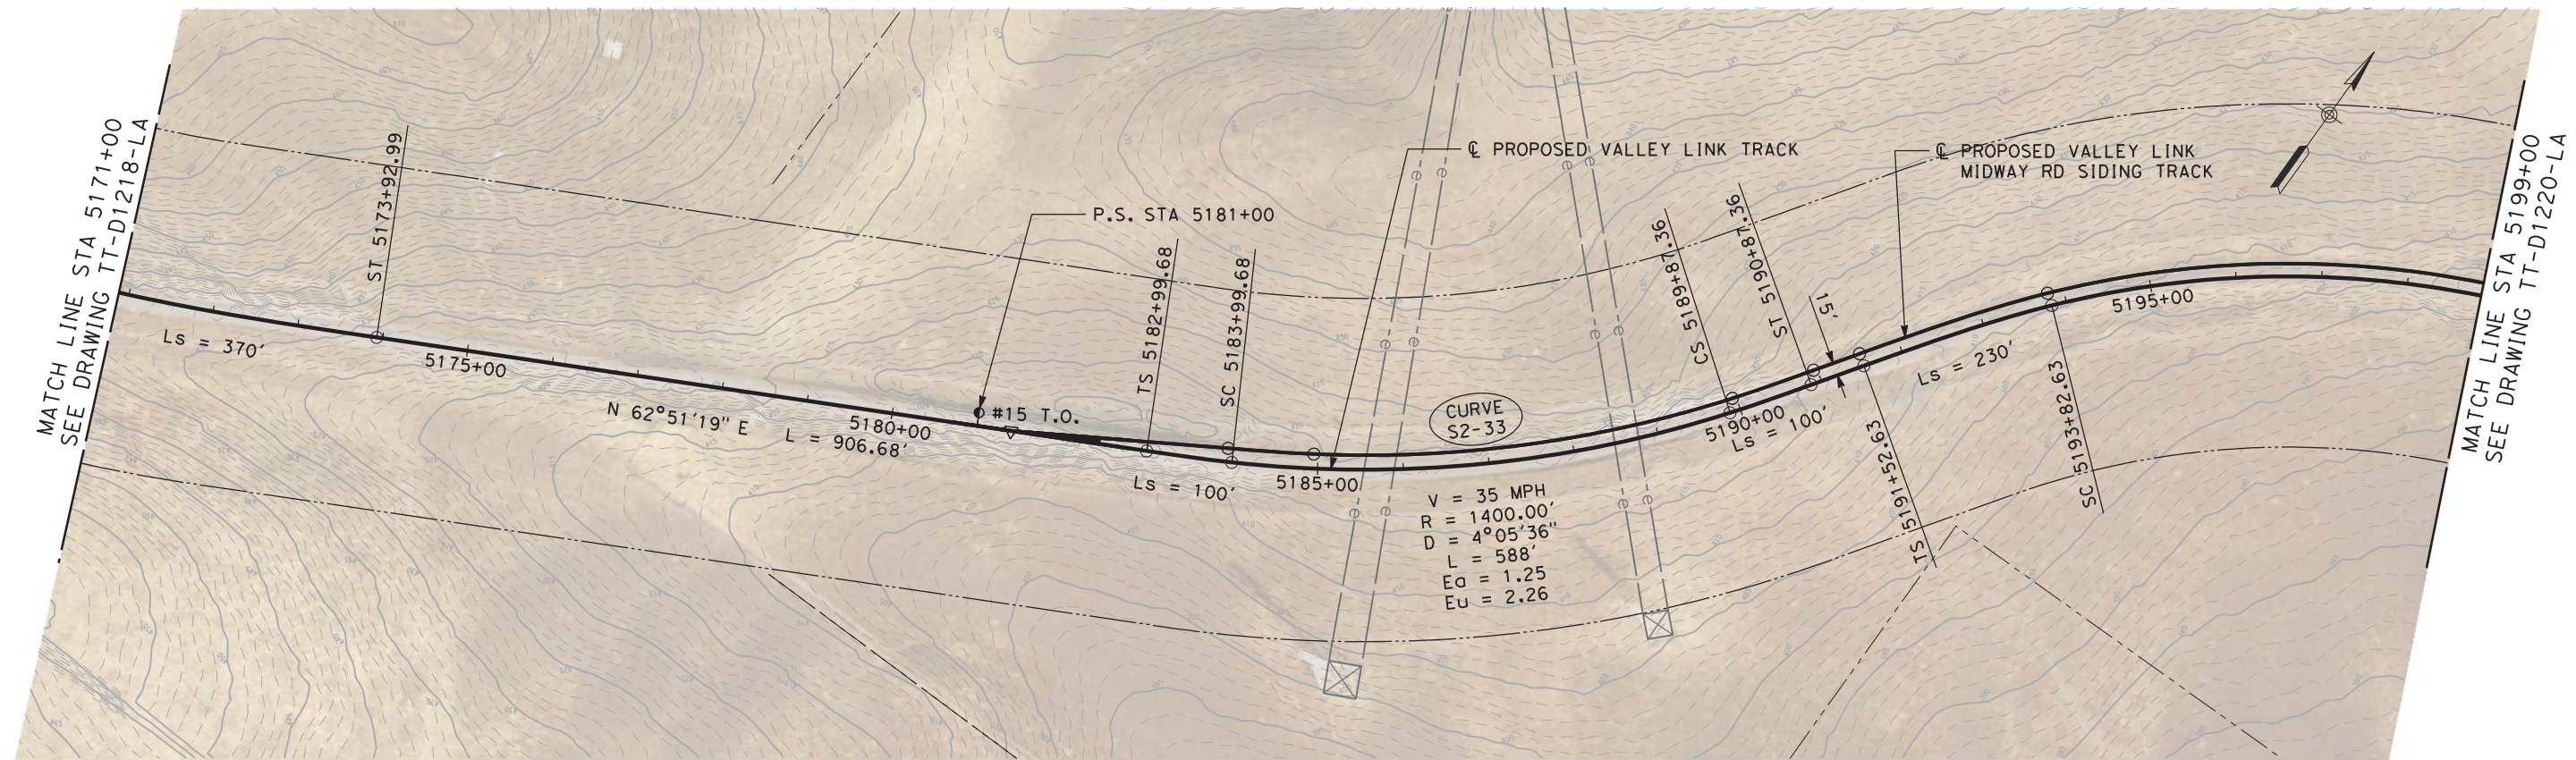 MATCH LINE STA 5171+00
SEE DRAWING TT-D1218-LA
ST 5173+92.99
Ls = 370'
5175+00
N 62°51'19" E
L = 906.68'
5180+00
P.S. STA 5181+00
#15 T.O.
TS 5182+99.68
SC 5183+99.68
Ls = 100'
5185+00
℄ PROPOSED VALLEY LINK TRACK
CURVE
S2-33
V = 35 MPH
R = 1400.00'
D = 4°05'36"
L = 588'
Ea = 1.25
Eu = 2.26
CS 5189+87.36
ST 5190+87.36
15'
5190+00
Ls = 100'
℄ PROPOSED VALLEY LINK
MIDWAY RD SIDING TRACK
TS 5191+52.63
Ls = 230'
SC 5193+82.63
5195+00
MATCH LINE STA 5199+00
SEE DRAWING TT-D1220-LA